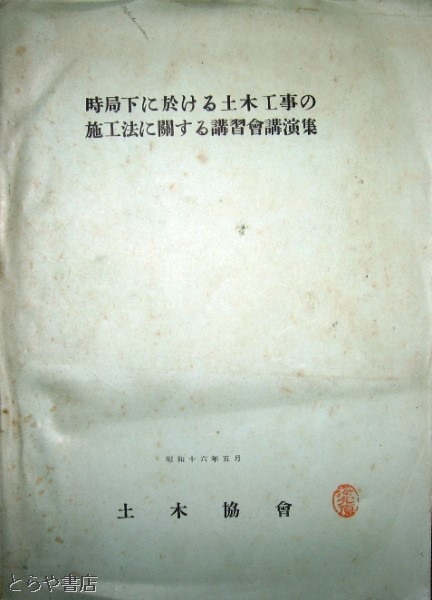 時局下に於ける土木工事の
施工法に關する講習會講演集
昭和十六年五月
土木協會
とらや書店